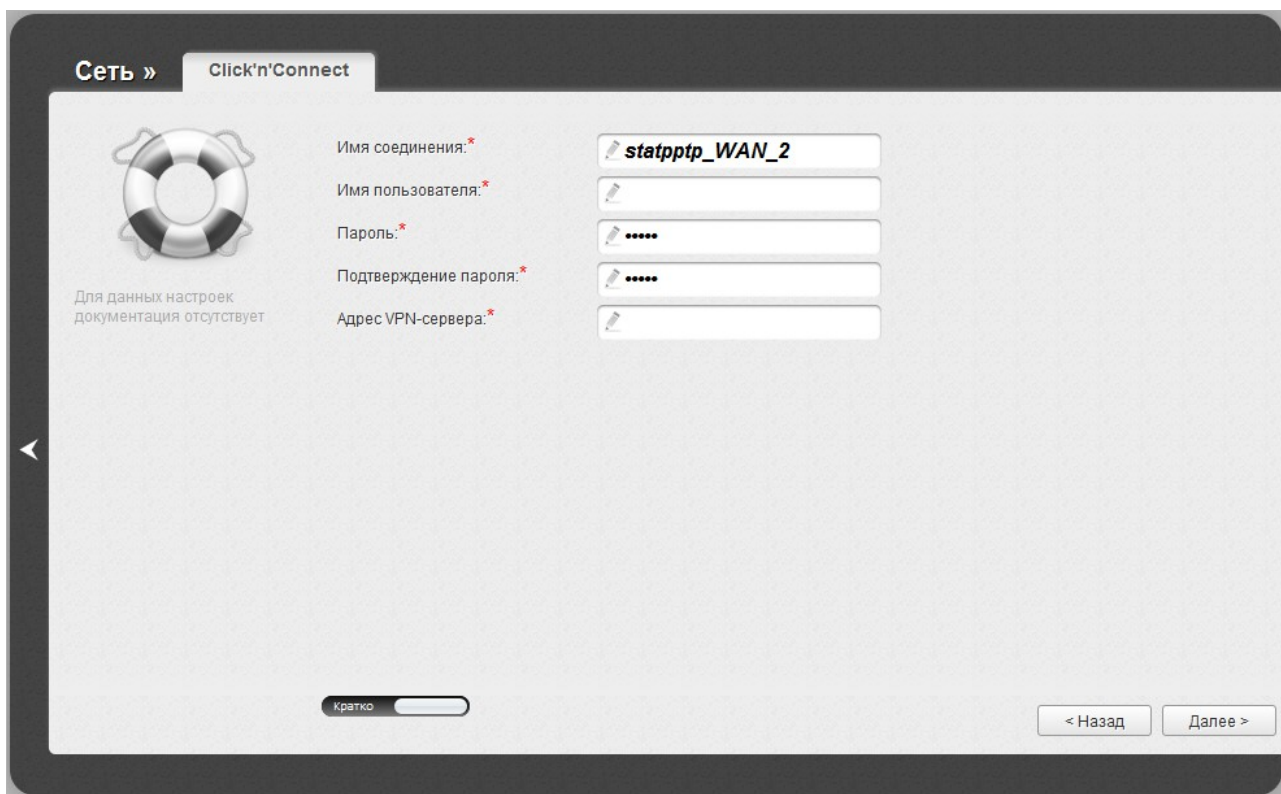 Сеть »
Click'n'Connect
Имя соединения:*
statpptp_WAN_2
Имя пользователя:*
Пароль:*
•••••
Подтверждение пароля:*
•••••
Адрес VPN-сервера:*
Для данных настроек
документация отсутствует
Кратко
< Назад
Далее >